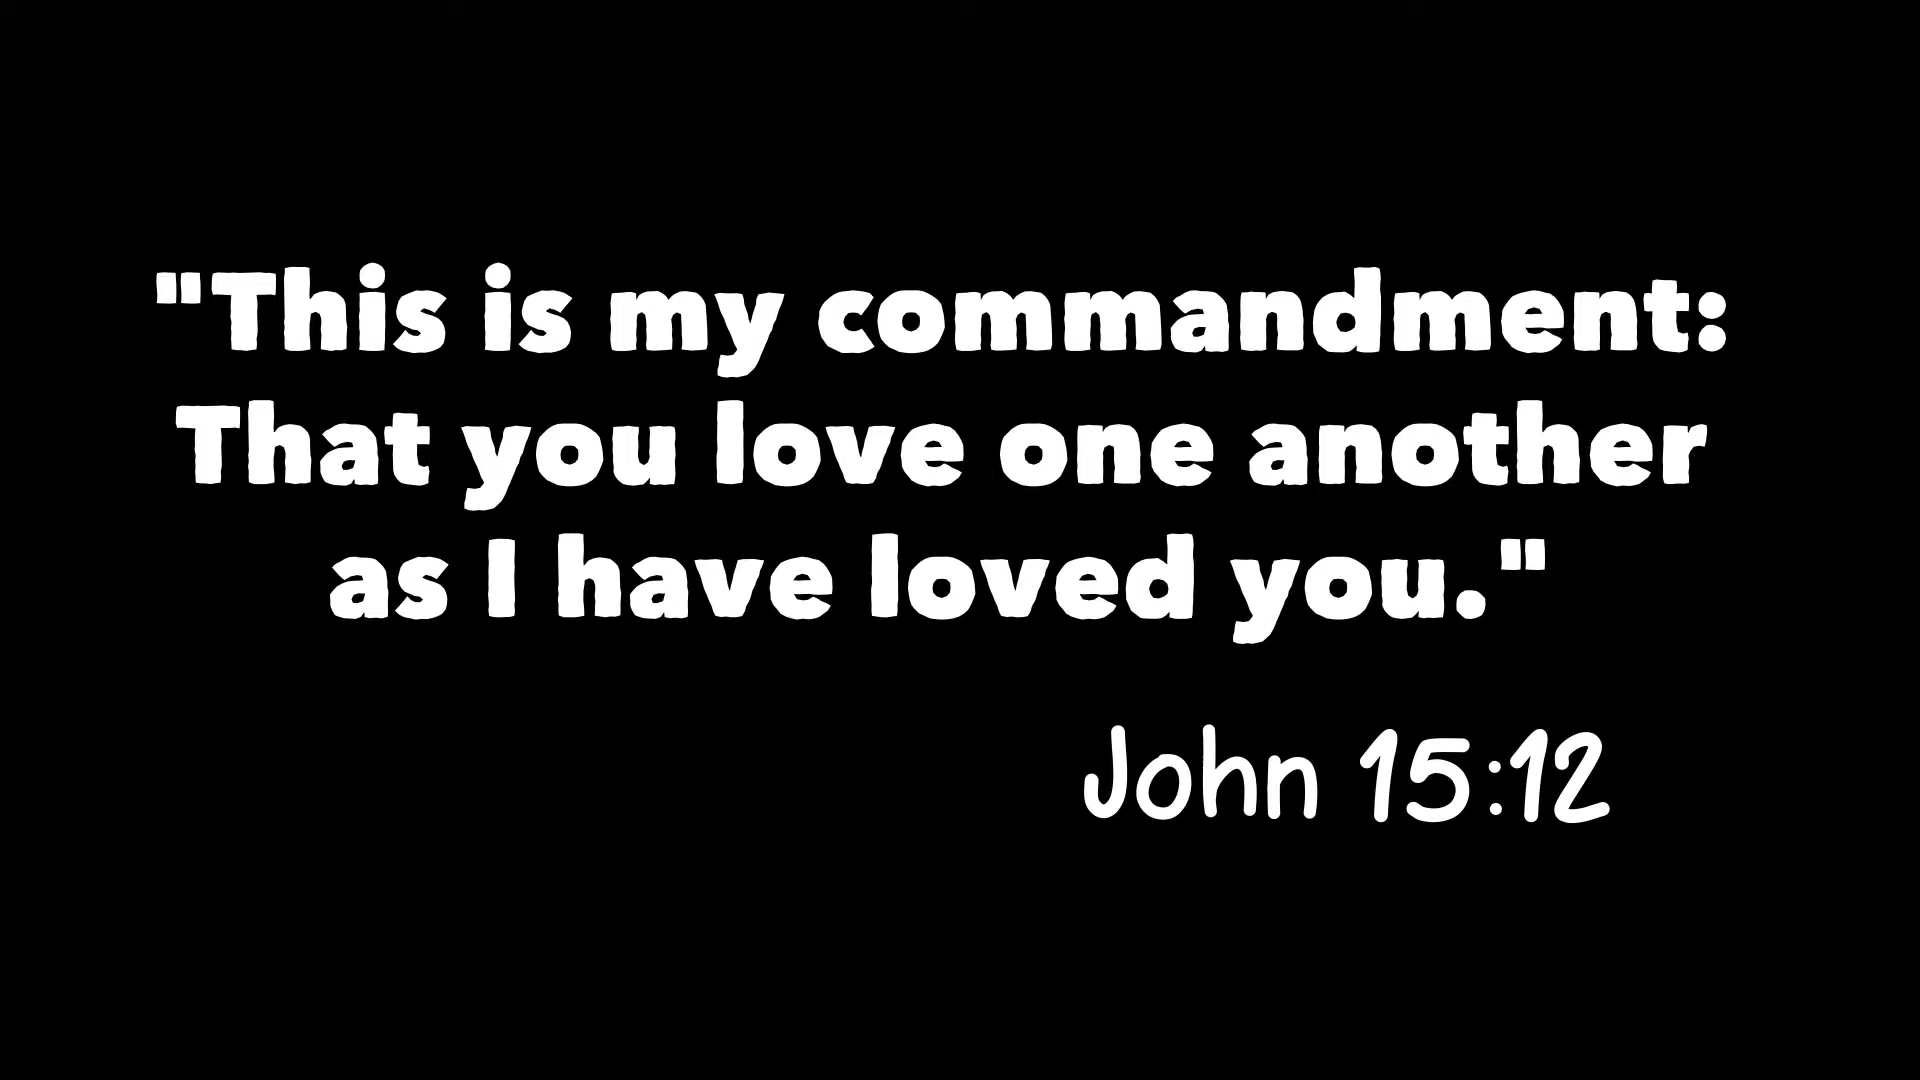 "This is my commandment:
That you love one another
as I have loved you."
John 15:12